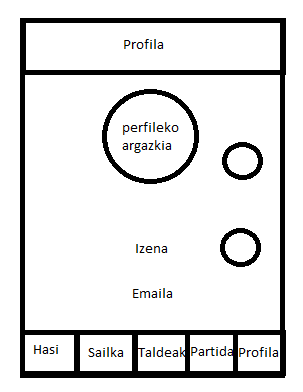 Profila
perfileko
argazkia
Izena
Emaila
Hasi Sailka Taldeak Partida Profila